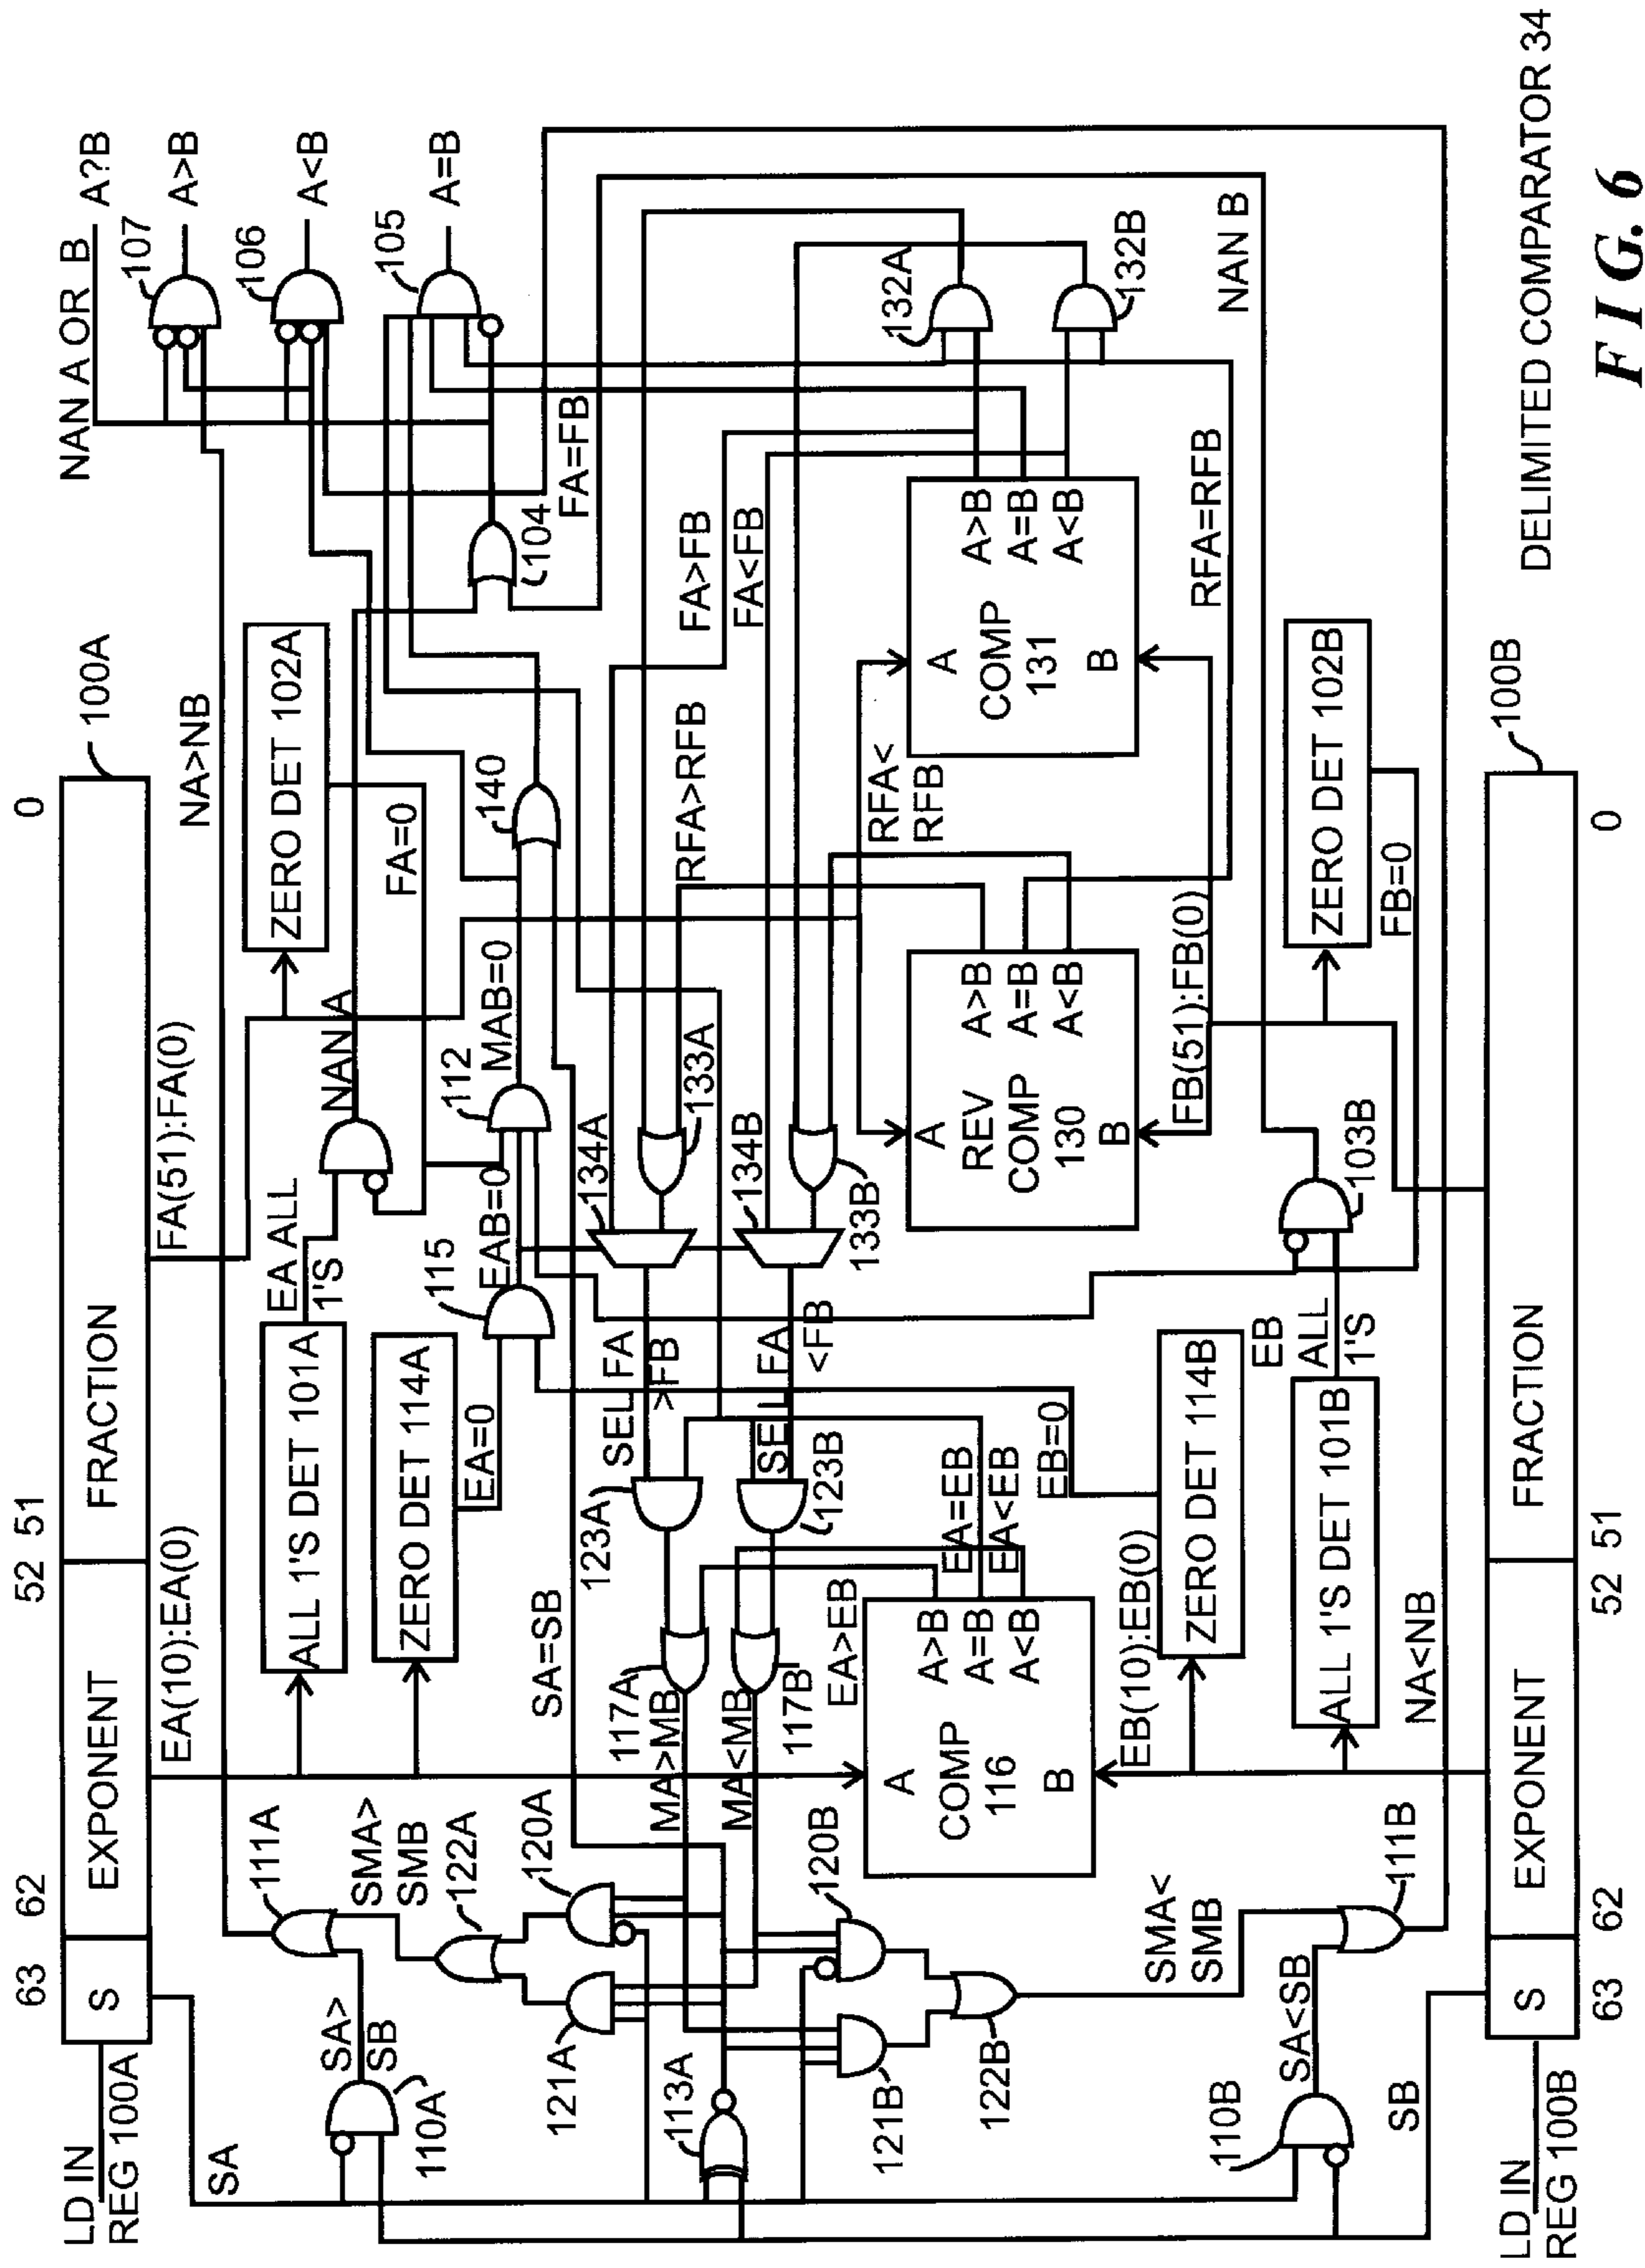 63 62 52 51 0
LD IN
REG 100A
S
EXPONENT
FRACTION
100A
NAN A OR B
A?B
107
A>B
106
A<B
105
A=B
NA>NB
SA
SA>
SB
110A
111A
SMA>
SMB
122A
120A
121A
113A
EA(10):EA(0)
FA(51):FA(0)
ALL 1'S DET 101A
EA ALL
1'S
ZERO DET 114A
EA=0
ZERO DET 102A
FA=0
NAN A
115
EAB=0
112
MAB=0
140
104
FA=FB
SA=SB
117A
MA>MB
MA<MB
117B
123A
123B
SEL FA
>FB
SEL FA
<FB
134A
134B
133A
133B
RFA>RFB
RFA<
RFB
FA>FB
FA<FB
132A
132B
NAN B
EA>EB
EA=EB
EA<EB
EB=0
A
COMP
116
B
A>B
A=B
A<B
A
REV
COMP
130
B
A>B
A=B
A<B
A
COMP
131
B
A>B
A=B
A<B
RFA=RFB
FB(51):FB(0)
120B
121B
122B
SMA<
SMB
111B
110B
SA<SB
SB
EB(10):EB(0)
ZERO DET 114B
EB
ALL
1'S
ALL 1'S DET 101B
NA<NB
103B
ZERO DET 102B
FB=0
100B
LD IN
REG 100B
S
EXPONENT
FRACTION
63 62 52 51 0
DELIMITED COMPARATOR 34
FIG. 6